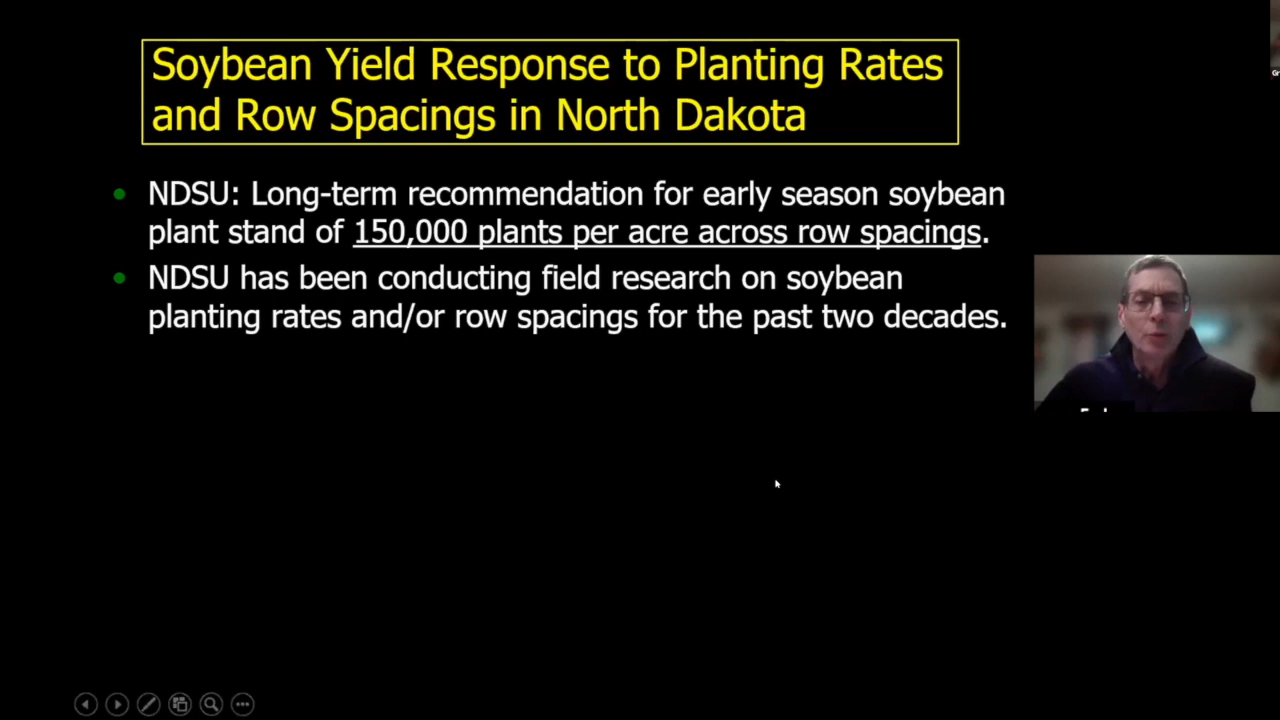 Soybean Yield Response to Planting Rates
and Row Spacings in North Dakota
• NDSU: Long-term recommendation for early season soybean
plant stand of 150,000 plants per acre across row spacings.
• NDSU has been conducting field research on soybean
planting rates and/or row spacings for the past two decades.